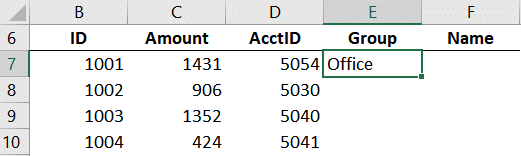 B C D E F
6 ID Amount AcctID Group Name
7 1001 1431 5054 Office
8 1002 906 5030
9 1003 1352 5040
10 1004 424 5041